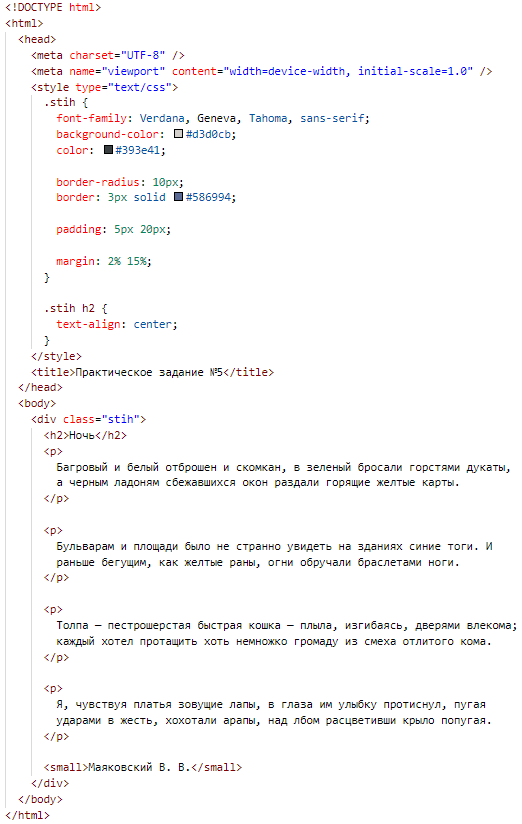 <!DOCTYPE html>
<html>
<head>
<meta charset="UTF-8" />
<meta name="viewport" content="width=device-width, initial-scale=1.0" />
<style type="text/css">
.stih {
font-family: Verdana, Geneva, Tahoma, sans-serif;
background-color: #d3d0cb;
color: #393e41;
border-radius: 10px;
border: 3px solid #586994;
padding: 5px 20px;
margin: 2% 15%;
}
.stih h2 {
text-align: center;
}
</style>
<title>Практическое задание №5</title>
</head>
<body>
<div class="stih">
<h2>Ночь</h2>
<p>
Багровый и белый отброшен и скомкан, в зеленый бросали горстями дукаты,
а черным ладоням сбежавшихся окон раздали горящие желтые карты.
</p>
<p>
Бульварам и площади было не странно увидеть на зданиях синие тоги. И
раньше бегущим, как желтые раны, огни обручали браслетами ноги.
</p>
<p>
Толпа — пестрошерстая быстрая кошка — плыла, изгибаясь, дверями влекома;
каждый хотел протащить хоть немножко громаду из смеха отлитого кома.
</p>
<p>
Я, чувствуя платья зовущие лапы, в глаза им улыбку протиснул, пугая
ударами в жесть, хохотали арапы, над лбом расцветивши крыло попугая.
</p>
<small>Маяковский В. В.</small>
</div>
</body>
</html>